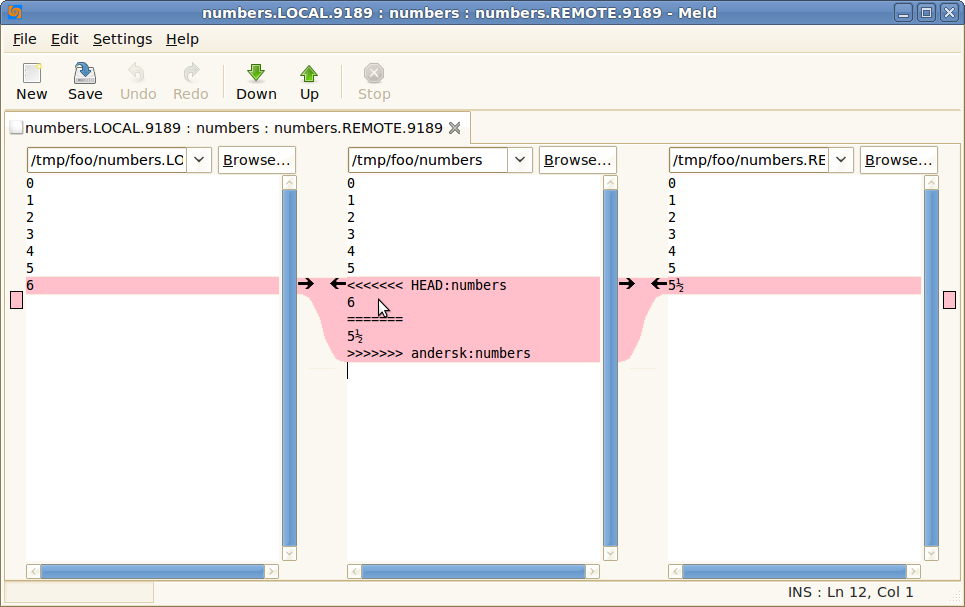 numbers.LOCAL.9189 : numbers : numbers.REMOTE.9189 - Meld
File Edit Settings Help
New Save Undo Redo Down Up Stop
numbers.LOCAL.9189 : numbers : numbers.REMOTE.9189
/tmp/foo/numbers.LO Browse... /tmp/foo/numbers Browse... /tmp/foo/numbers.RE Browse...
0
1
2
3
4
5
6
0
1
2
3
4
5
<<<<<<< HEAD:numbers
6
=======
5½
>>>>>>> andersk:numbers
0
1
2
3
4
5
5½
INS : Ln 12, Col 1